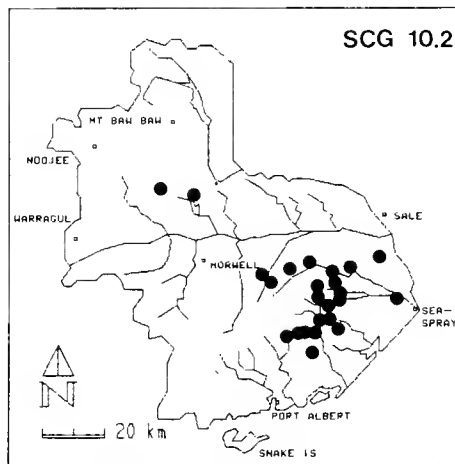 SCG 10.2
MT BAW BAW
NOOJEE
WARRAGUL
SALE
MORWELL
SEA-
SPRAY
N
20 km
PORT ALBERT
SNAKE IS